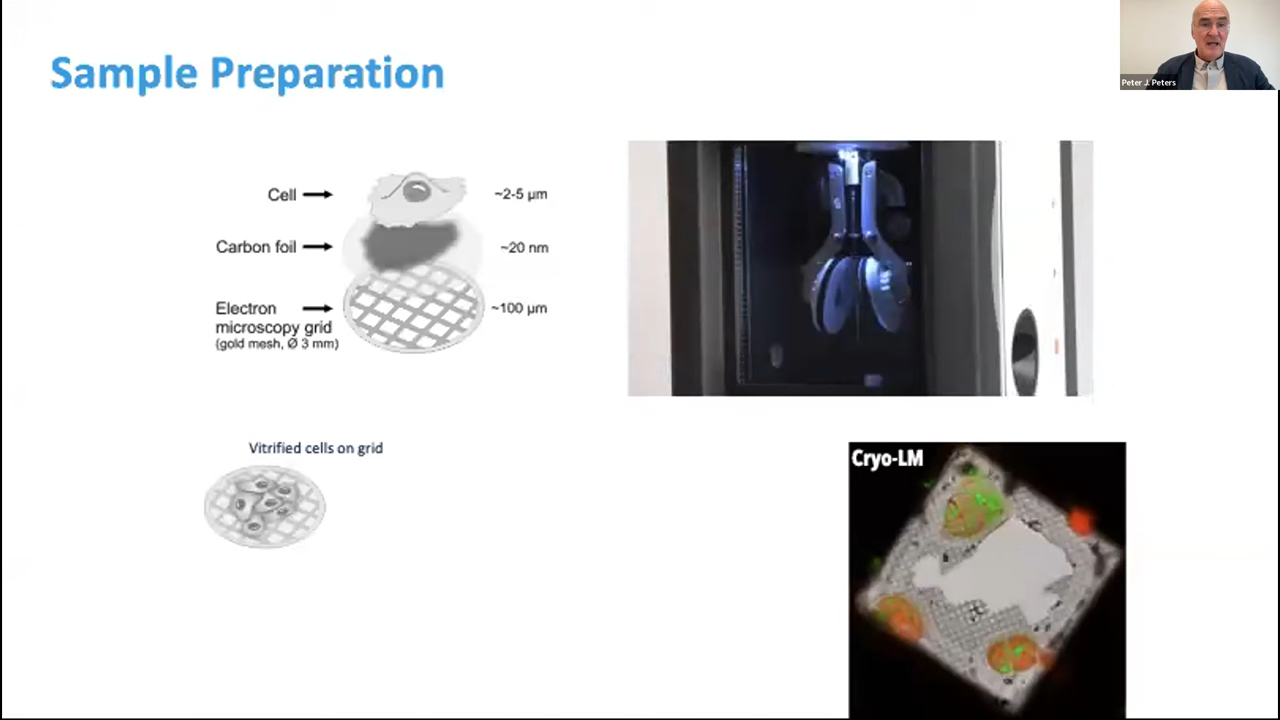 Sample Preparation
Peter J. Peters
Cell
~2-5 µm
Carbon foil
~20 nm
Electron
microscopy grid
(gold mesh, Ø 3 mm)
~100 µm
Vitrified cells on grid
Cryo-LM